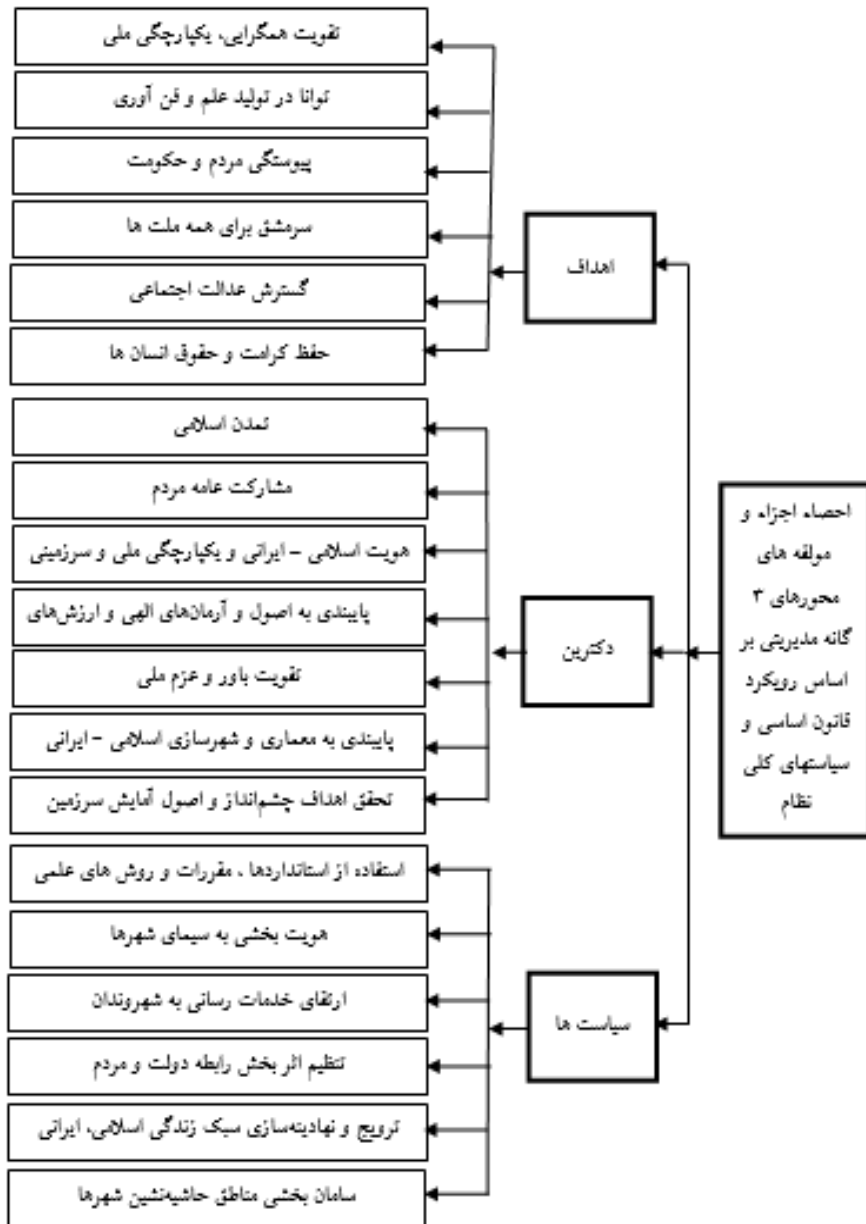 احصاء اجزاء و
مولفه های
محورهای ۳
گانه مدیریتی بر
اساس رویکرد
قانون اساسی و
سیاستهای کلی
نظام
اهداف
تقویت همگرایی، یکپارچگی ملی
توانا در تولید علم و فن آوری
پیوستگی مردم و حکومت
سرمشق برای همه ملت ها
گسترش عدالت اجتماعی
حفظ کرامت و حقوق انسان ها
دکترین
تمدن اسلامی
مشارکت عامه مردم
هویت اسلامی - ایرانی و یکپارچگی ملی و سرزمینی
پایبندی به اصول و آرمان‌های الهی و ارزش‌های
تقویت باور و عزم ملی
پایبندی به معماری و شهرسازی اسلامی - ایرانی
تحقق اهداف چشم‌انداز و اصول آمایش سرزمین
سیاست ها
استفاده از استانداردها ، مقررات و روش های علمی
هویت بخشی به سیمای شهرها
ارتقای خدمات رسانی به شهروندان
تنظیم اثر بخش رابطه دولت و مردم
ترویج و نهادینه‌سازی سبک زندگی اسلامی، ایرانی
سامان بخشی مناطق حاشیه‌نشین شهرها